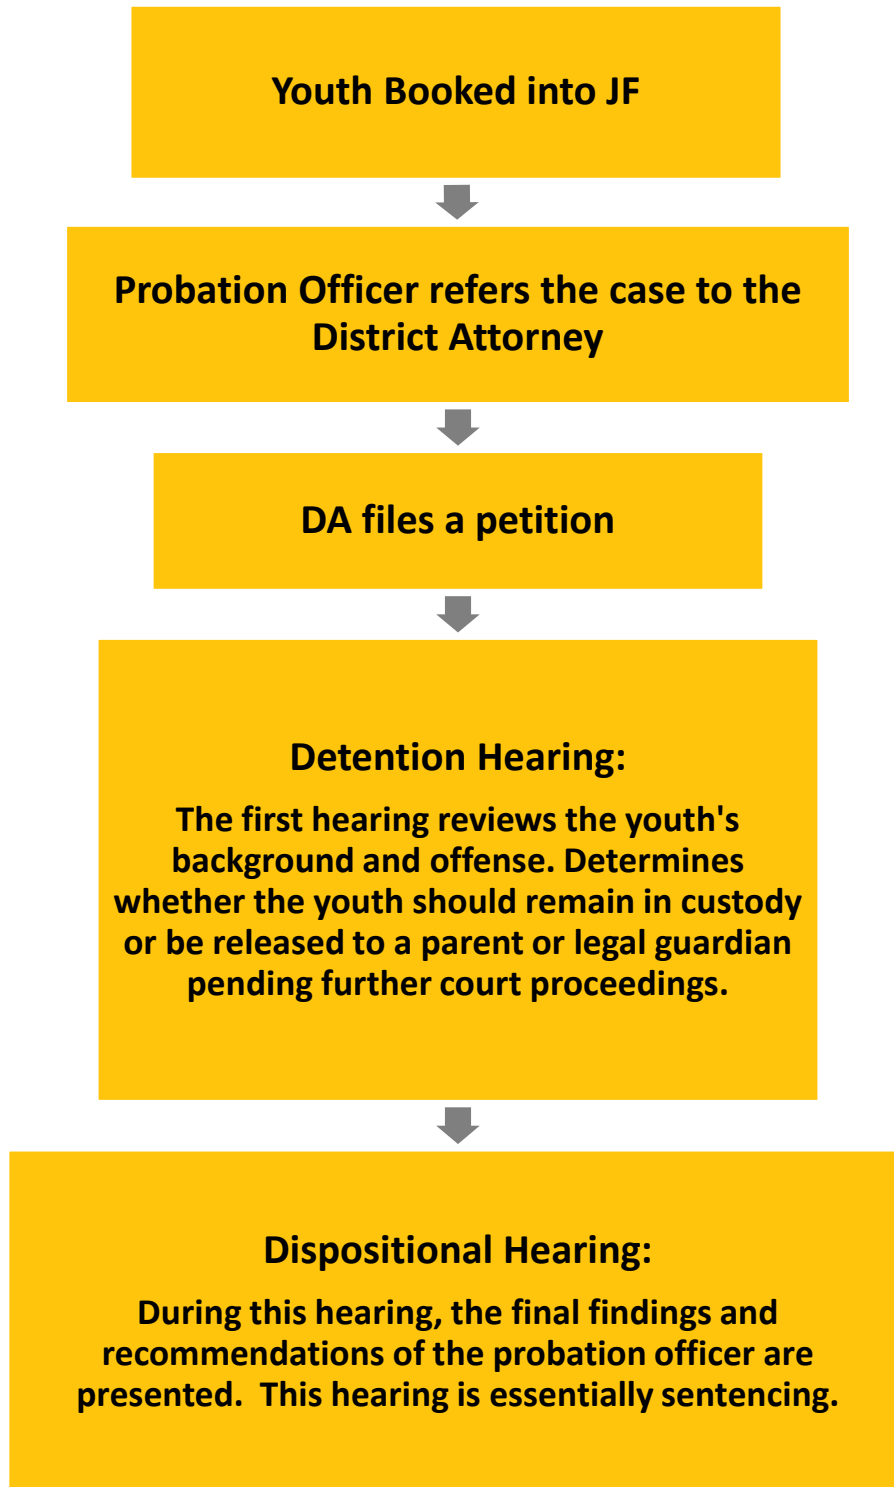 Youth Booked into JF
Probation Officer refers the case to the
District Attorney
DA files a petition
Detention Hearing:
The first hearing reviews the youth's
background and offense. Determines
whether the youth should remain in custody
or be released to a parent or legal guardian
pending further court proceedings.
Dispositional Hearing:
During this hearing, the final findings and
recommendations of the probation officer are
presented.  This hearing is essentially sentencing.